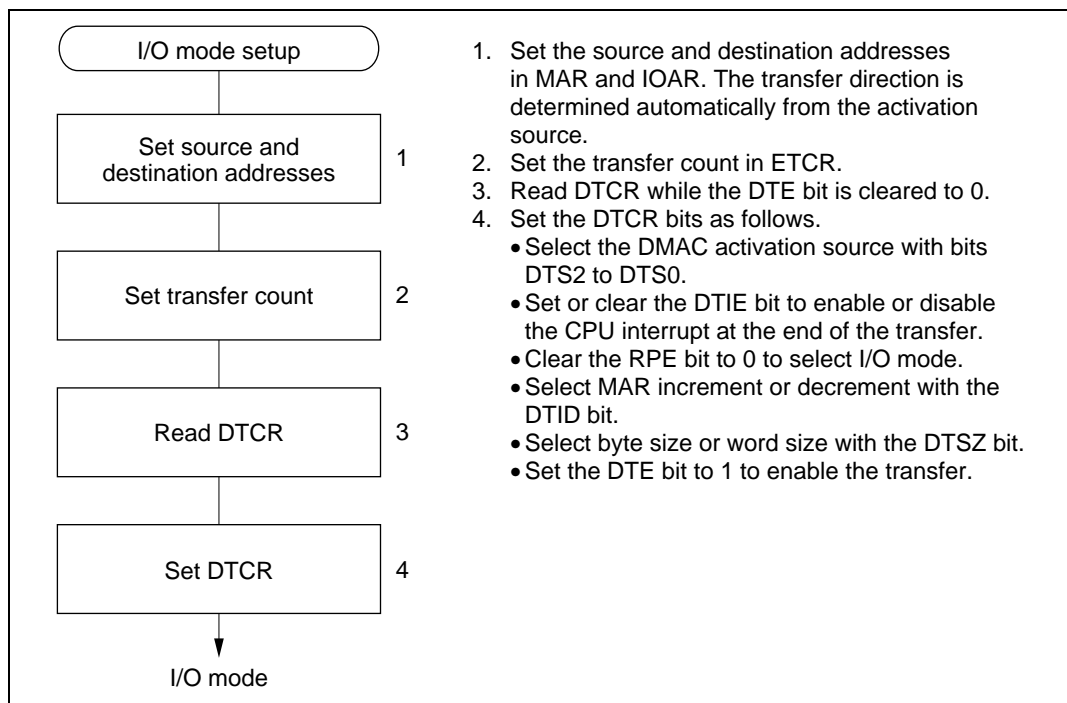 I/O mode setup
Set source and
destination addresses
1
Set transfer count
2
Read DTCR
3
Set DTCR
4
I/O mode
1. Set the source and destination addresses
in MAR and IOAR. The transfer direction is
determined automatically from the activation
source.
2. Set the transfer count in ETCR.
3. Read DTCR while the DTE bit is cleared to 0.
4. Set the DTCR bits as follows.
• Select the DMAC activation source with bits
DTS2 to DTS0.
• Set or clear the DTIE bit to enable or disable
the CPU interrupt at the end of the transfer.
• Clear the RPE bit to 0 to select I/O mode.
• Select MAR increment or decrement with the
DTID bit.
• Select byte size or word size with the DTSZ bit.
• Set the DTE bit to 1 to enable the transfer.